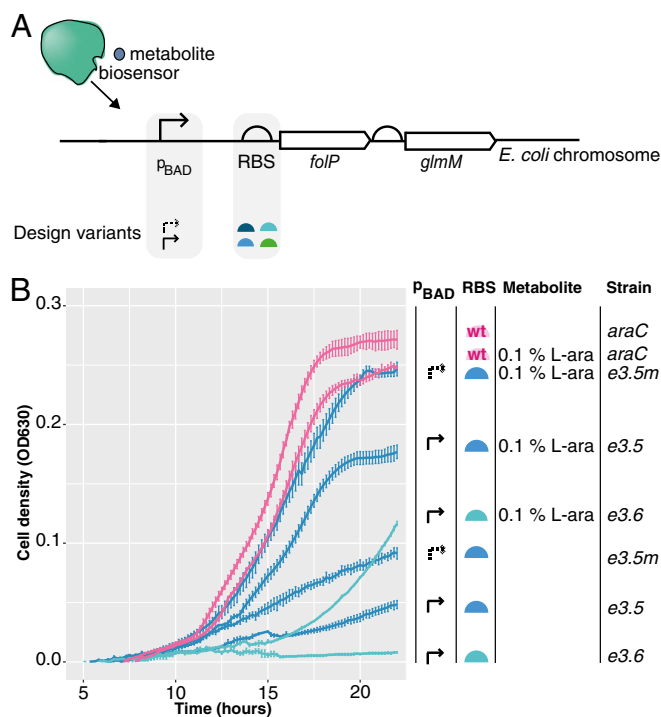 A
metabolite
biosensor
pBAD
RBS
folP
glmM
E. coli chromosome
Design variants
B
pBAD RBS Metabolite Strain
0.3
0.2
0.1
0.0
Cell density (OD630)
5 10 15 20
Time (hours)
wt araC
wt 0.1 % L-ara araC
0.1 % L-ara e3.5m
0.1 % L-ara e3.5
0.1 % L-ara e3.6
e3.5m
e3.5
e3.6